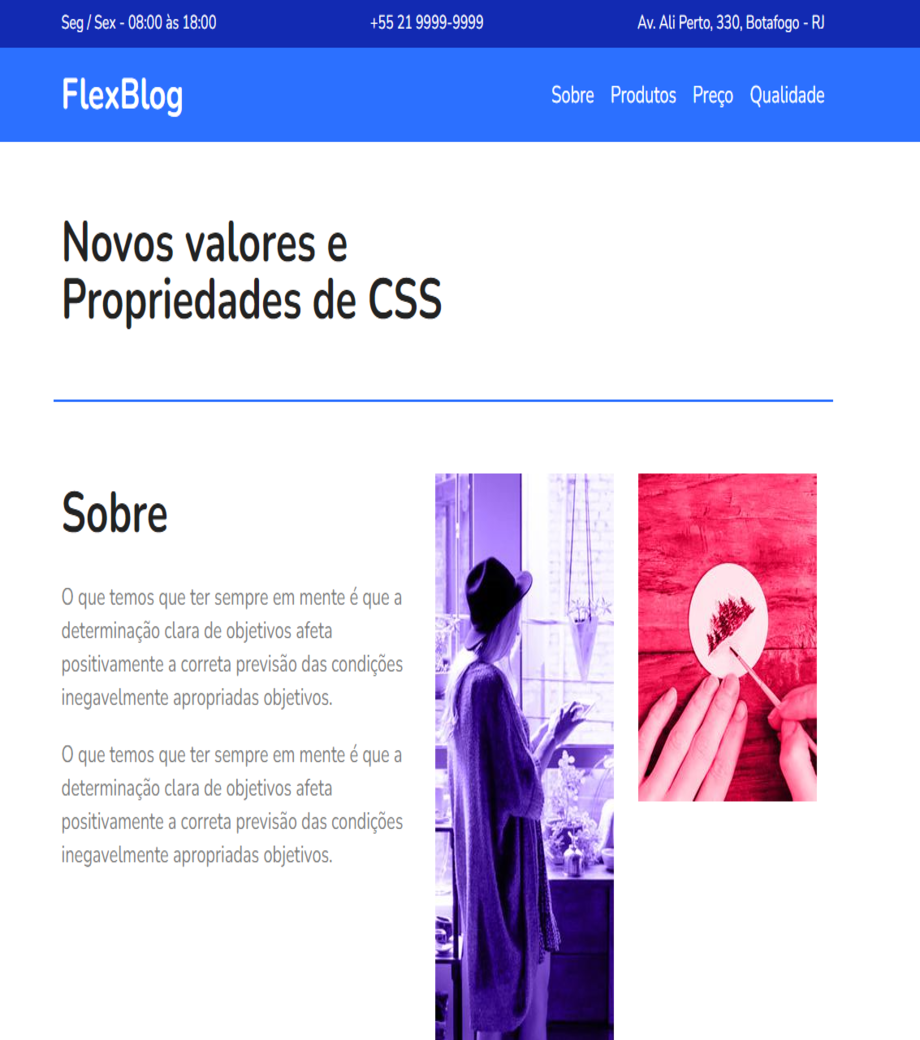 Seg / Sex - 08:00 às 18:00
+55 21 9999-9999
Av. Ali Perto, 330, Botafogo - RJ
FlexBlog
Sobre Produtos Preço Qualidade
Novos valores e
Propriedades de CSS
Sobre
O que temos que ter sempre em mente é que a
determinação clara de objetivos afeta
positivamente a correta previsão das condições
inegavelmente apropriadas objetivos.
O que temos que ter sempre em mente é que a
determinação clara de objetivos afeta
positivamente a correta previsão das condições
inegavelmente apropriadas objetivos.